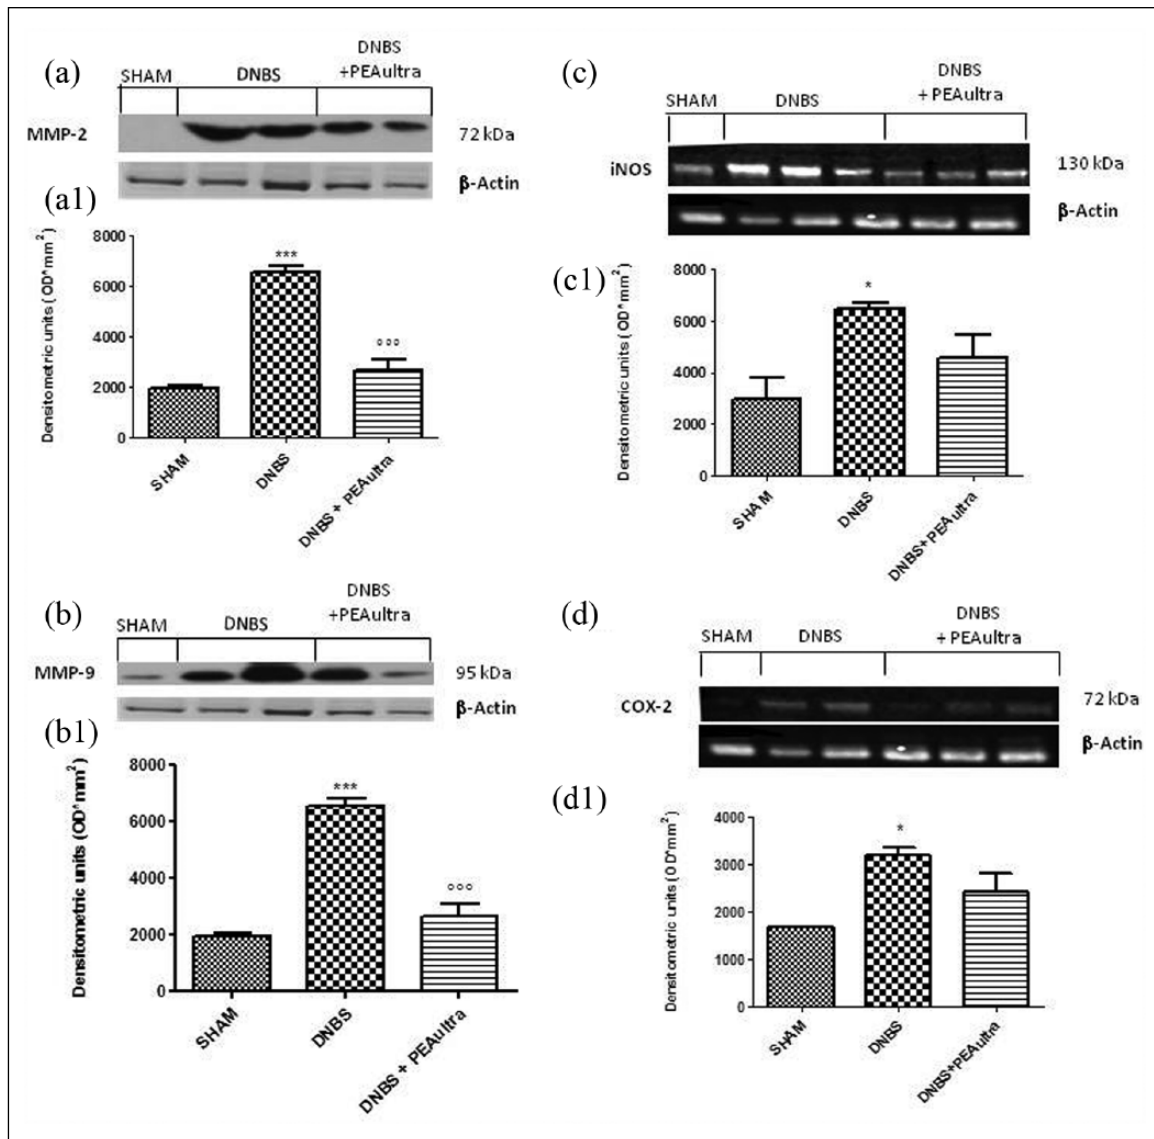 (a)
SHAM
DNBS
DNBS
+PEAultra
MMP-2
72 kDa
β-Actin
(a1)
Densitometric units ( OD^mm²)
8000
6000
4000
2000
0
***
°°°
SHAM
DNBS
DNBS + PEAultra
(b)
SHAM
DNBS
DNBS
+PEAultra
MMP-9
95 kDa
β-Actin
(b1)
Densitometric units (OD^mm²)
8000
6000
4000
2000
0
***
°°°
SHAM
DNBS
DNBS + PEAultra
(c)
SHAM
DNBS
DNBS
+ PEAultra
iNOS
130 kDa
β-Actin
(c1)
Densitometric units ( OD^mm²)
8000
6000
4000
2000
0
*
SHAM
DNBS
DNBS+PEAultra
(d)
SHAM
DNBS
DNBS
+ PEAultra
COX-2
72 kDa
β-Actin
(d1)
Densitometric units ( OD^mm²)
4000
3000
2000
1000
0
*
SHAM
DNBS
DNBS+PEAultra